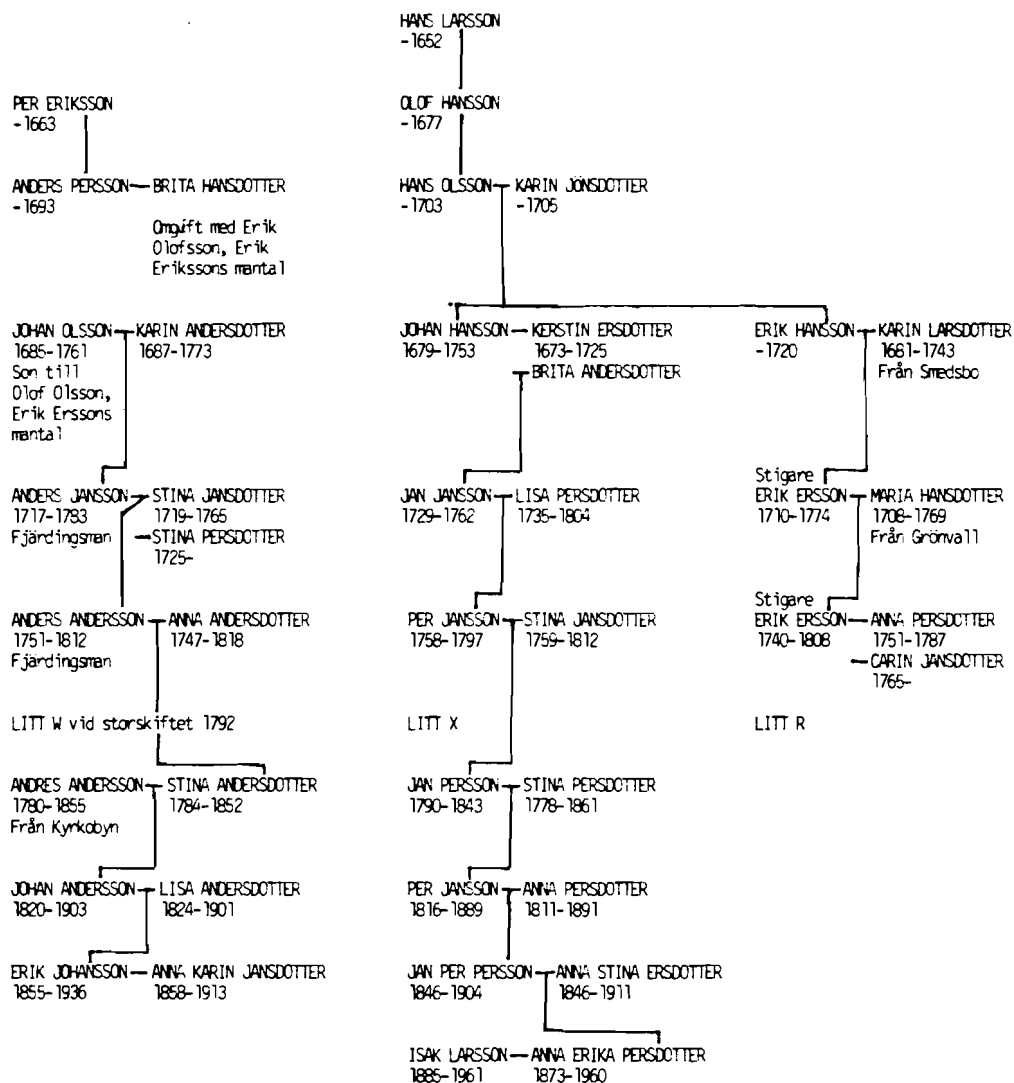 HANS LARSSON
-1652
PER ERIKSSON
-1663
OLOF HANSSON
-1677
ANDERS PERSSON — BRITA HANSDOTTER
-1693
Omgift med Erik
Olofsson, Erik
Erikssons mantal
HANS OLSSON KARIN JÖNSDOTTER
-1703 -1705
JOHAN OLSSON KARIN ANDERSDOTTER
1685-1761 1687-1773
Son till
Olof Olsson,
Erik Erssons
mantal
JOHAN HANSSON — KERSTIN ERSDOTTER
1679-1753 1673-1725
BRITA ANDERSDOTTER
ERIK HANSSON KARIN LARSDOTTER
-1720 1681-1743
Från Smedsbo
ANDERS JANSSON STINA JANSDOTTER
1717-1783 1719-1765
Fjärdingsman — STINA PERSDOTTER
1725-
JAN JANSSON LISA PERSDOTTER
1729-1762 1735-1804
Stigare
ERIK ERSSON MARIA HANSDOTTER
1710-1774 1708-1769
Från Grönvall
ANDERS ANDERSSON ANNA ANDERSDOTTER
1751-1812 1747-1818
Fjärdingsman
PER JANSSON STINA JANSDOTTER
1758-1797 1759-1812
Stigare
ERIK ERSSON — ANNA PERSDOTTER
1740-1808 1751-1787
— CARIN JANSDOTTER
1765-
LITT W vid storskiftet 1792
LITT X
LITT R
ANDRES ANDERSSON STINA ANDERSDOTTER
1780-1855 1784-1852
Från Kyrkobyn
JAN PERSSON STINA PERSDOTTER
1790-1843 1778-1861
JOHAN ANDERSSON LISA ANDERSDOTTER
1820-1903 1824-1901
PER JANSSON ANNA PERSDOTTER
1816-1889 1811-1891
ERIK JOHANSSON — ANNA KARIN JANSDOTTER
1855-1936 1858-1913
JAN PER PERSSON ANNA STINA ERSDOTTER
1846-1904 1846-1911
ISAK LARSSON — ANNA ERIKA PERSDOTTER
1885-1961 1873-1960